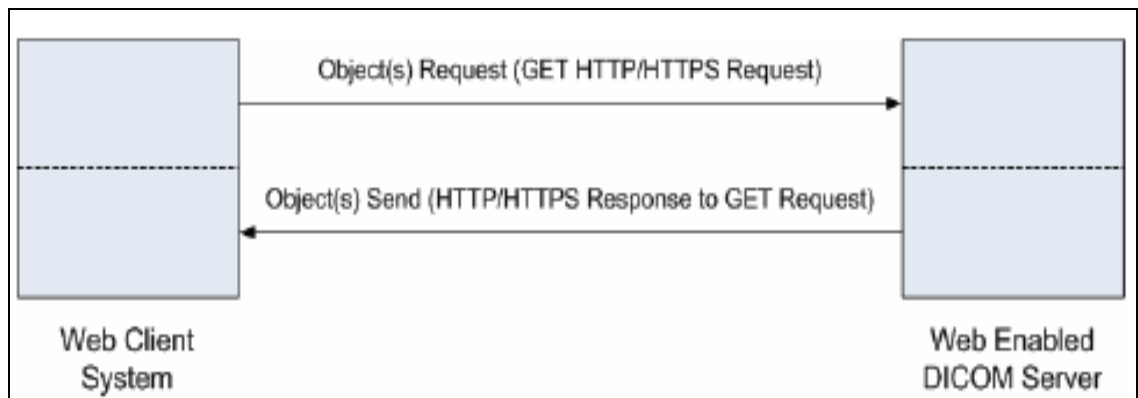 Object(s) Request (GET HTTP/HTTPS Request)
Object(s) Send (HTTP/HTTPS Response to GET Request)
Web Client
System
Web Enabled
DICOM Server